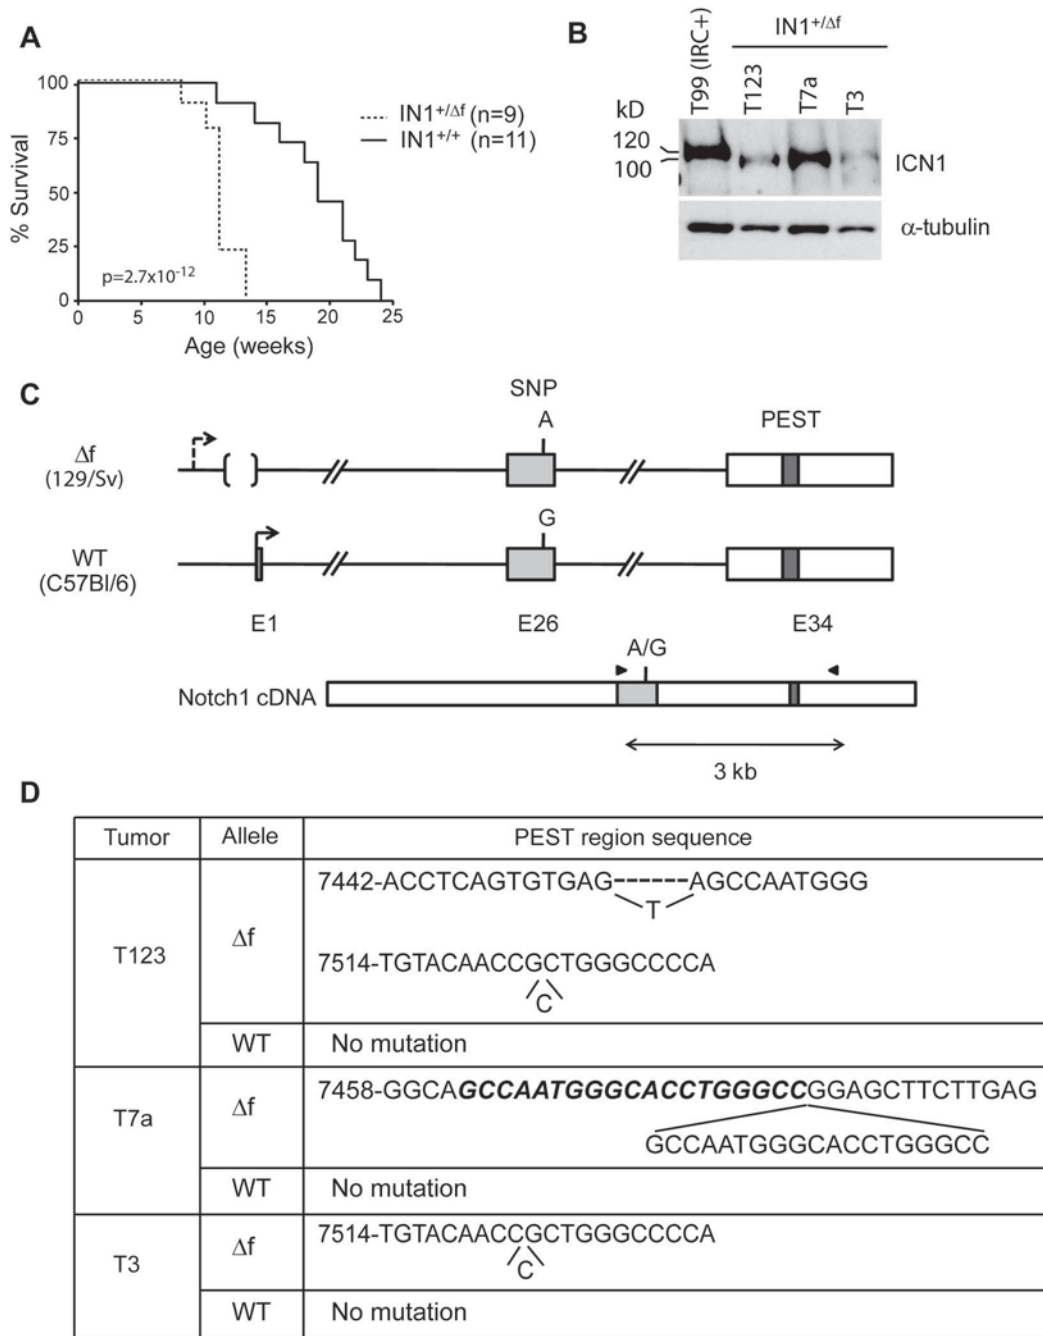 A
100
75
50
25
0
% Survival
p=2.7x10⁻¹²
0 5 10 15 20 25
Age (weeks)
IN1⁺/Δf (n=9)
IN1⁺/⁺ (n=11)
B
IN1⁺/Δf
T99 (IRC+)
T123
T7a
T3
kD
120
100
ICN1
α-tubulin
C
SNP
A
PEST
Δf
(129/Sv)
G
WT
(C57Bl/6)
E1 E26 E34
A/G
Notch1 cDNA
3 kb
D
Tumor Allele PEST region sequence
T123
Δf
7442-ACCTCAGTGTGAG------AGCCAATGGG
T
7514-TGTACAACCGCTGGGCCCCA
C
WT No mutation
T7a
Δf
7458-GGCAGCCAATGGGCACCTGGGCCGGAGCTTCTTGAG
GCCAATGGGCACCTGGGCC
WT No mutation
T3
Δf
7514-TGTACAACCGCTGGGCCCCA
C
WT No mutation